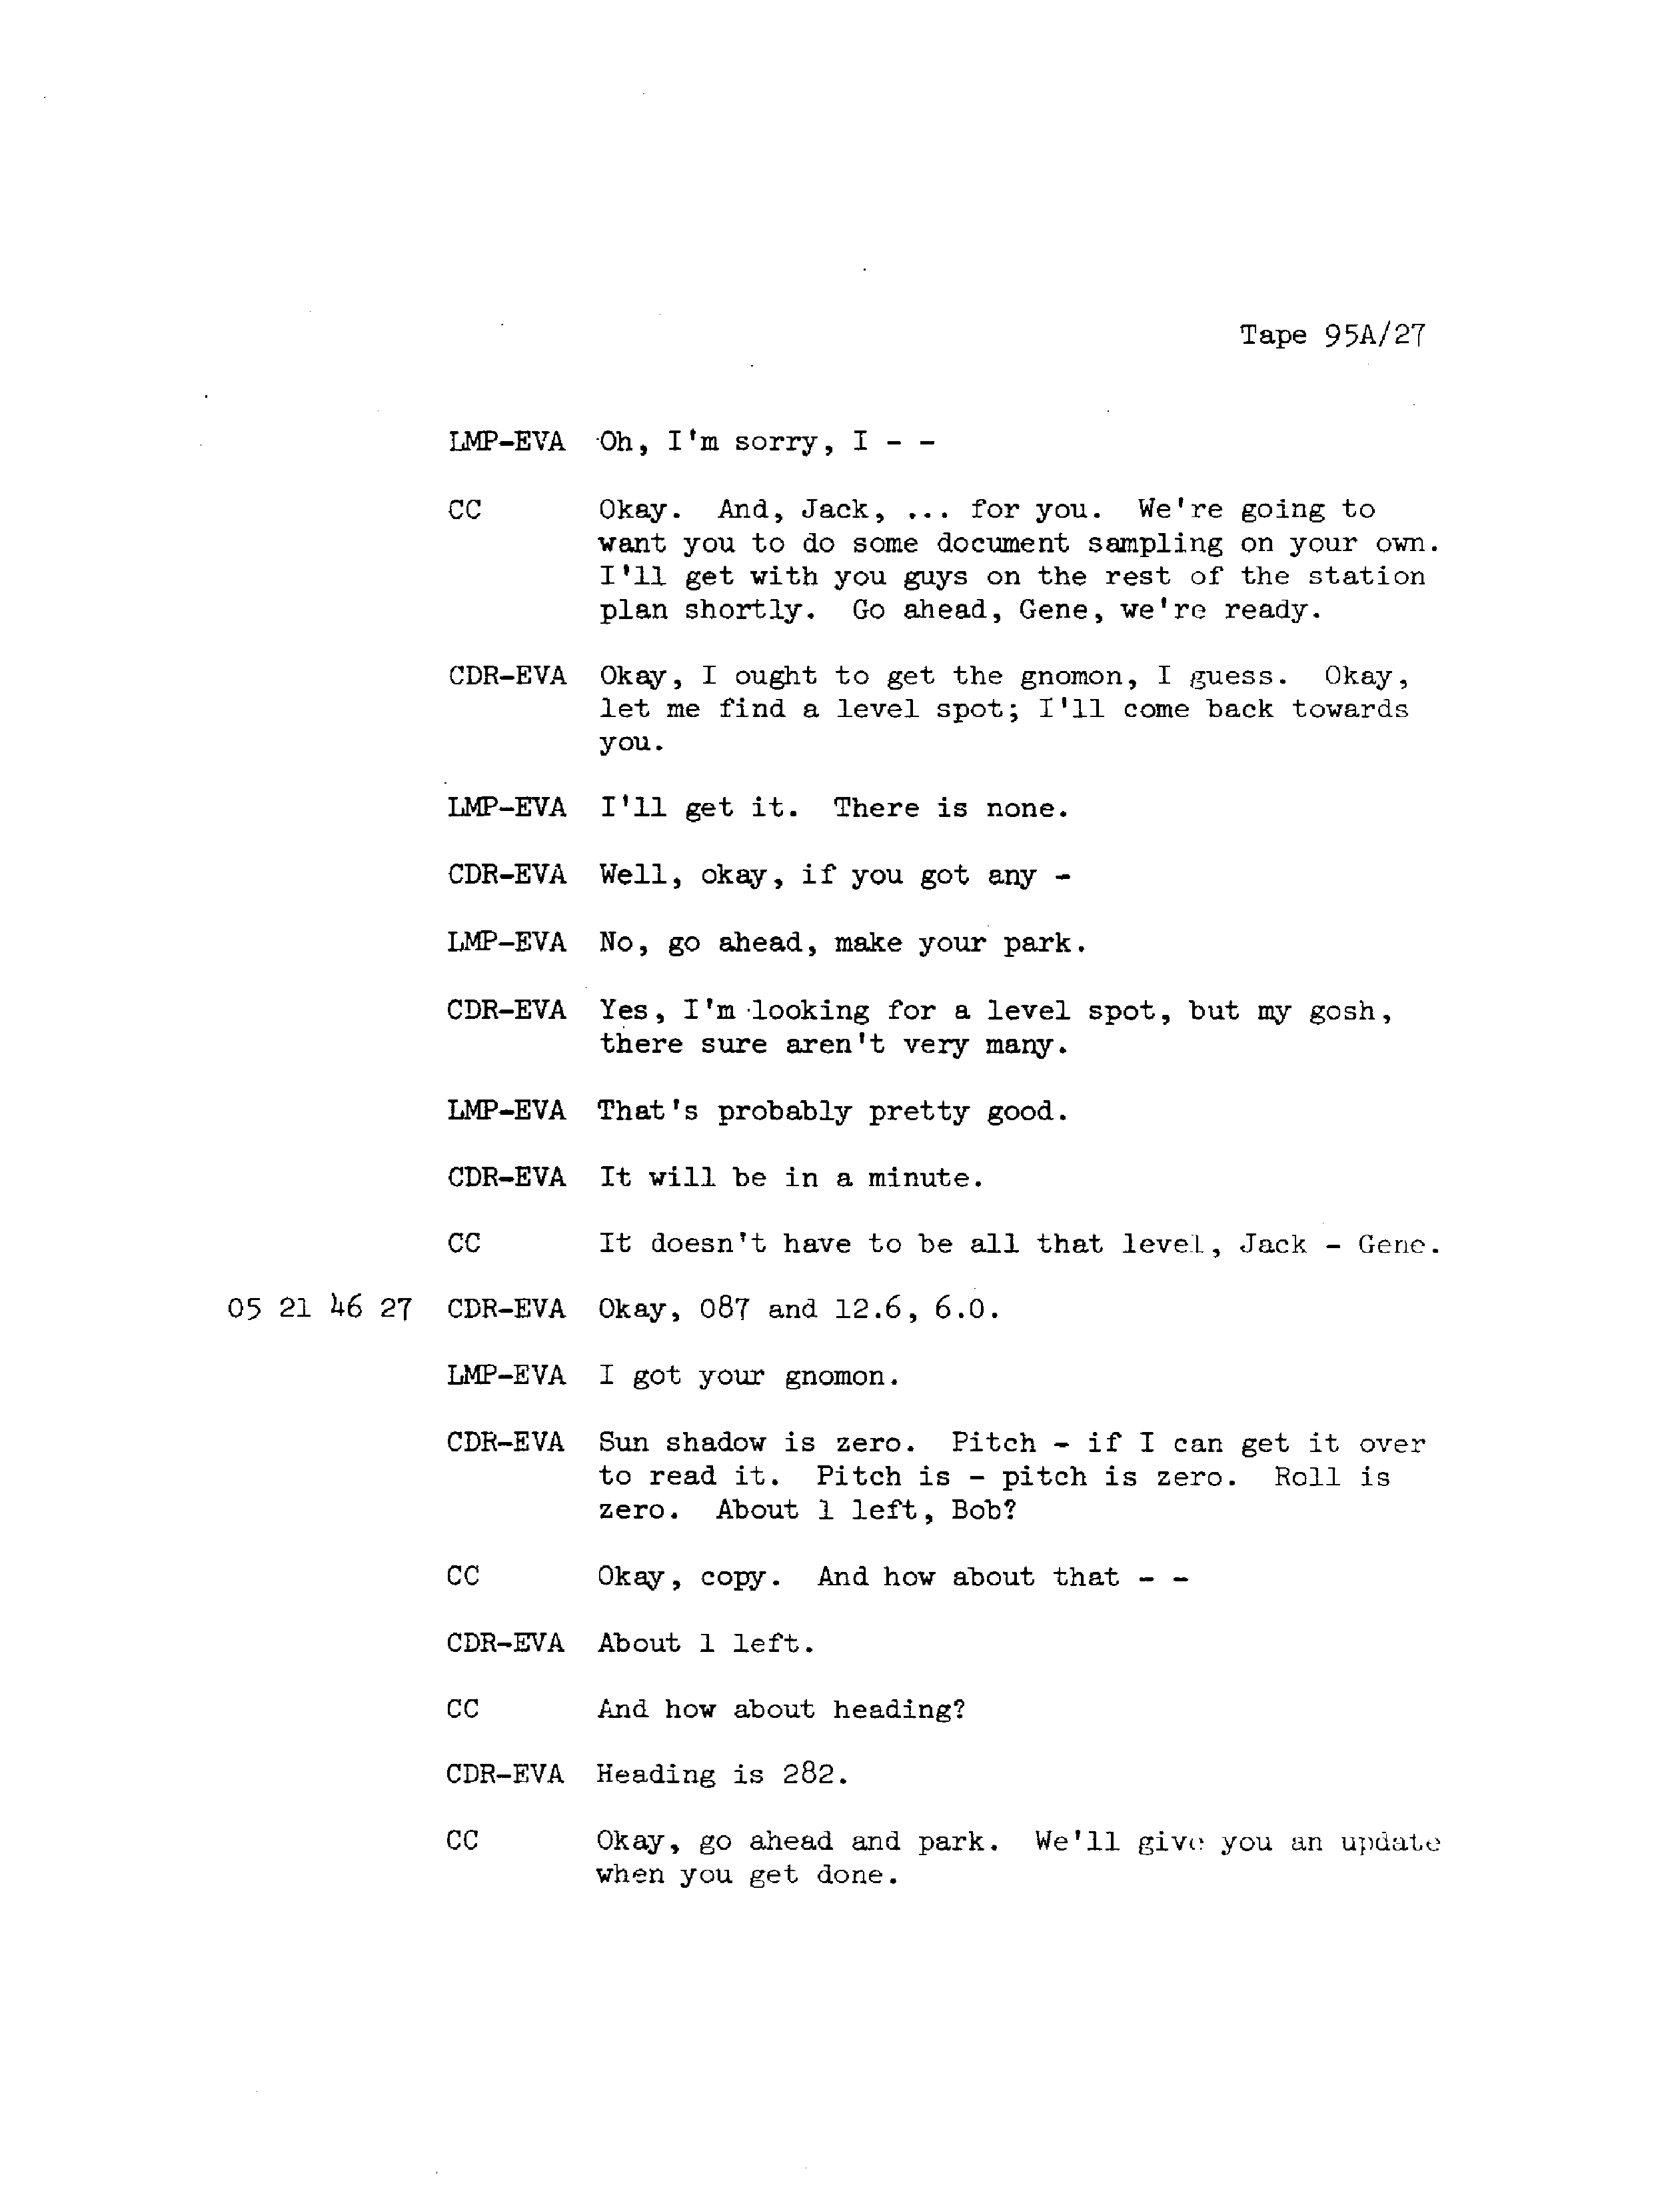 Tape 95A/27
LMP-EVA Oh, I'm sorry, I - -
CC Okay. And, Jack, ... for you. We're going to
want you to do some document sampling on your own.
I'll get with you guys on the rest of the station
plan shortly. Go ahead, Gene, we're ready.
CDR-EVA Okay, I ought to get the gnomon, I guess. Okay,
let me find a level spot; I'll come back towards
you.
LMP-EVA I'll get it. There is none.
CDR-EVA Well, okay, if you got any -
LMP-EVA No, go ahead, make your park.
CDR-EVA Yes, I'm looking for a level spot, but my gosh,
there sure aren't very many.
LMP-EVA That's probably pretty good.
CDR-EVA It will be in a minute.
CC It doesn't have to be all that level, Jack - Gene.
05 21 46 27 CDR-EVA Okay, 087 and 12.6, 6.0.
LMP-EVA I got your gnomon.
CDR-EVA Sun shadow is zero. Pitch - if I can get it over
to read it. Pitch is - pitch is zero. Roll is
zero. About 1 left, Bob?
CC Okay, copy. And how about that - -
CDR-EVA About 1 left.
CC And how about heading?
CDR-EVA Heading is 282.
CC Okay, go ahead and park. We'll give you an update
when you get done.